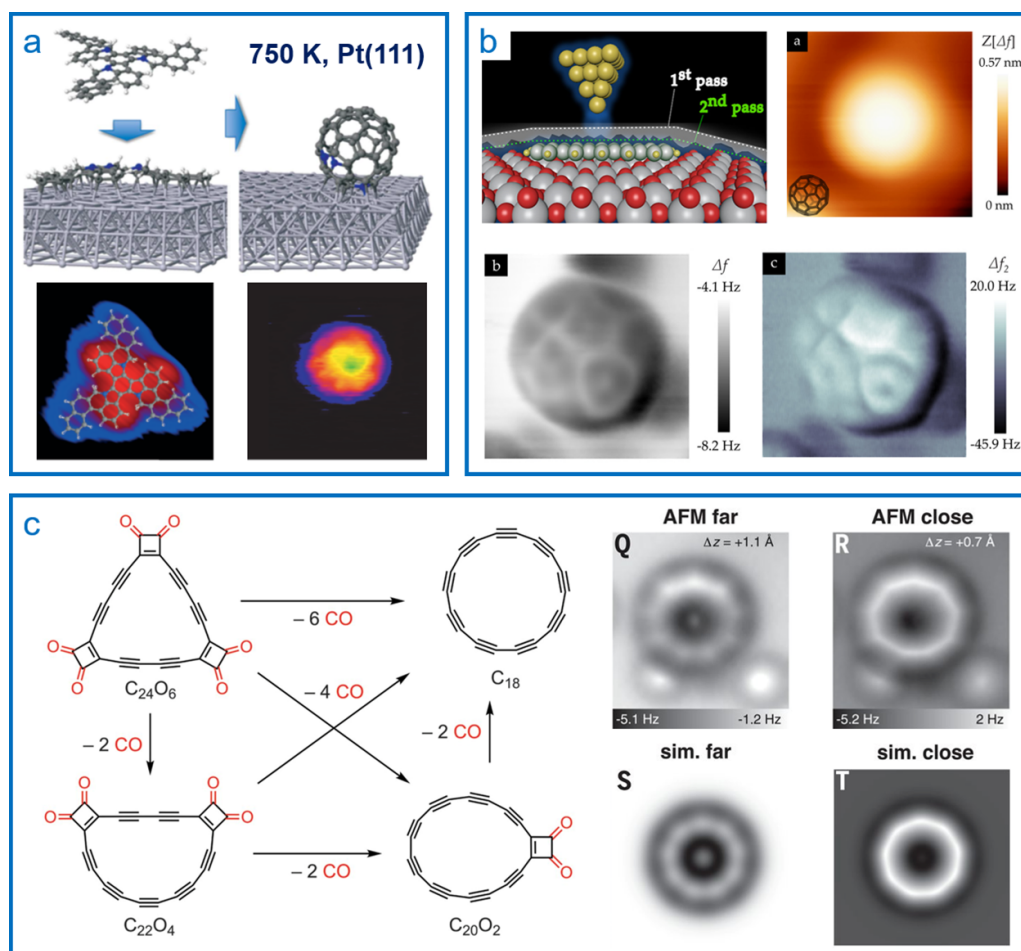 a
750 K, Pt(111)
b
1st pass
2nd pass
a
Z[Δf]
0.57 nm
0 nm
b
Δf
-4.1 Hz
-8.2 Hz
c
Δf₂
20.0 Hz
-45.9 Hz
c
O O
O O
O O
C₂₄O₆
– 6 CO
C₁₈
– 4 CO
– 2 CO
– 2 CO
O O
O O
C₂₂O₄
– 2 CO
O
O
C₂₀O₂
AFM far
AFM close
Q
Δz = +1.1 Å
R
Δz = +0.7 Å
-5.1 Hz
-1.2 Hz
-5.2 Hz
2 Hz
sim. far
sim. close
S
T